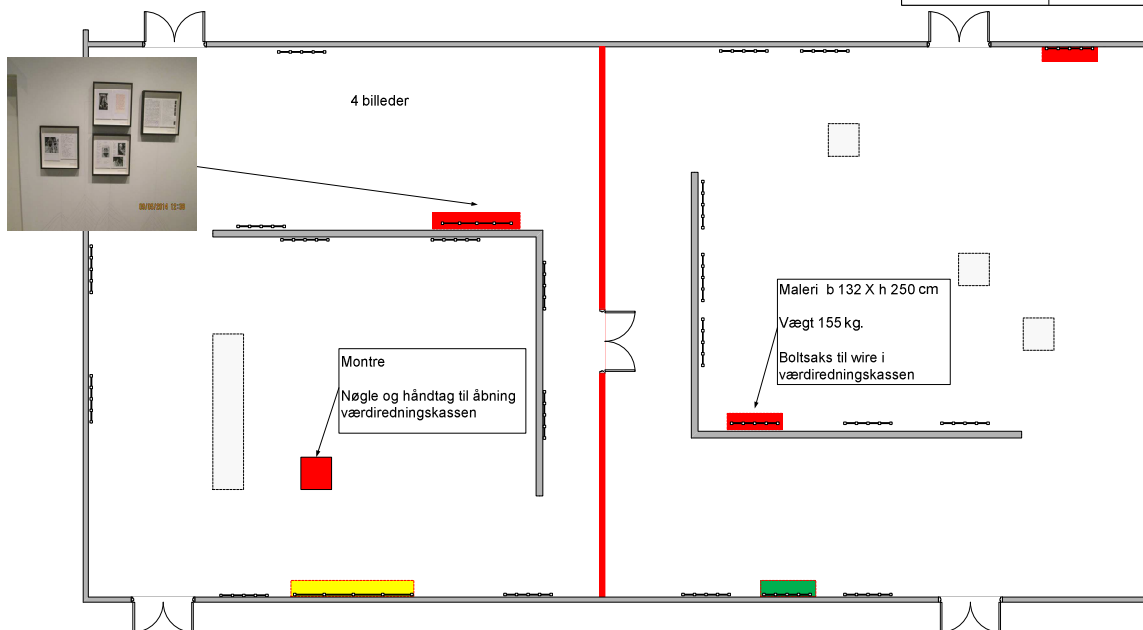 4 billeder
Maleri b 132 X h 250 cm
Vægt 155 kg.
Boltsaks til wire i
værdiredningskassen
Montre
Nøgle og håndtag til åbning
værdiredningskassen